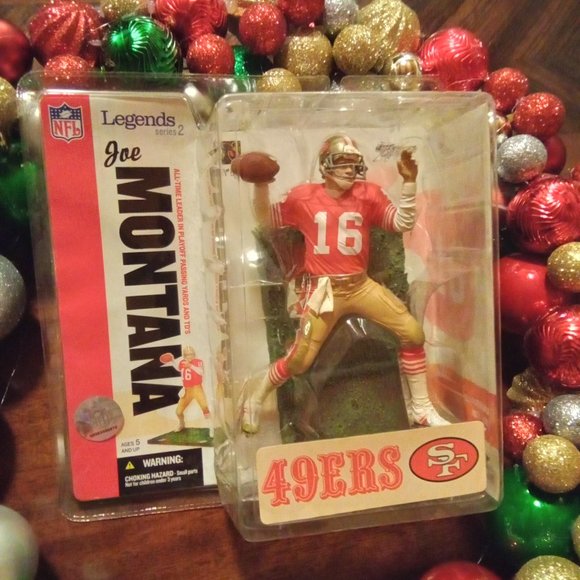 NFL
Legends
series 2
Joe
MONTANA
ALL-TIME LEADER IN PLAYOFF PASSING YARDS AND TD'S
16
16
AGES 5
AND UP
WARNING:
CHOKING HAZARD - Small parts
Not for children under 3 years
49ERS
SF